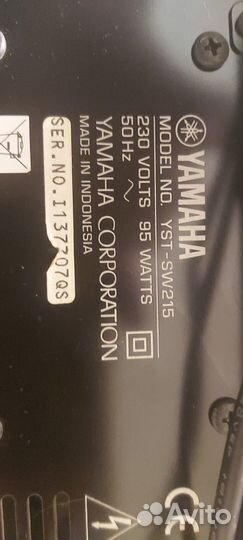 YAMAHA
MODEL NO. YST-SW215
230 VOLTS 95 WATTS
50Hz
YAMAHA CORPORATION
MADE IN INDONESIA
SER.NO.I137707QS
CE
Avito